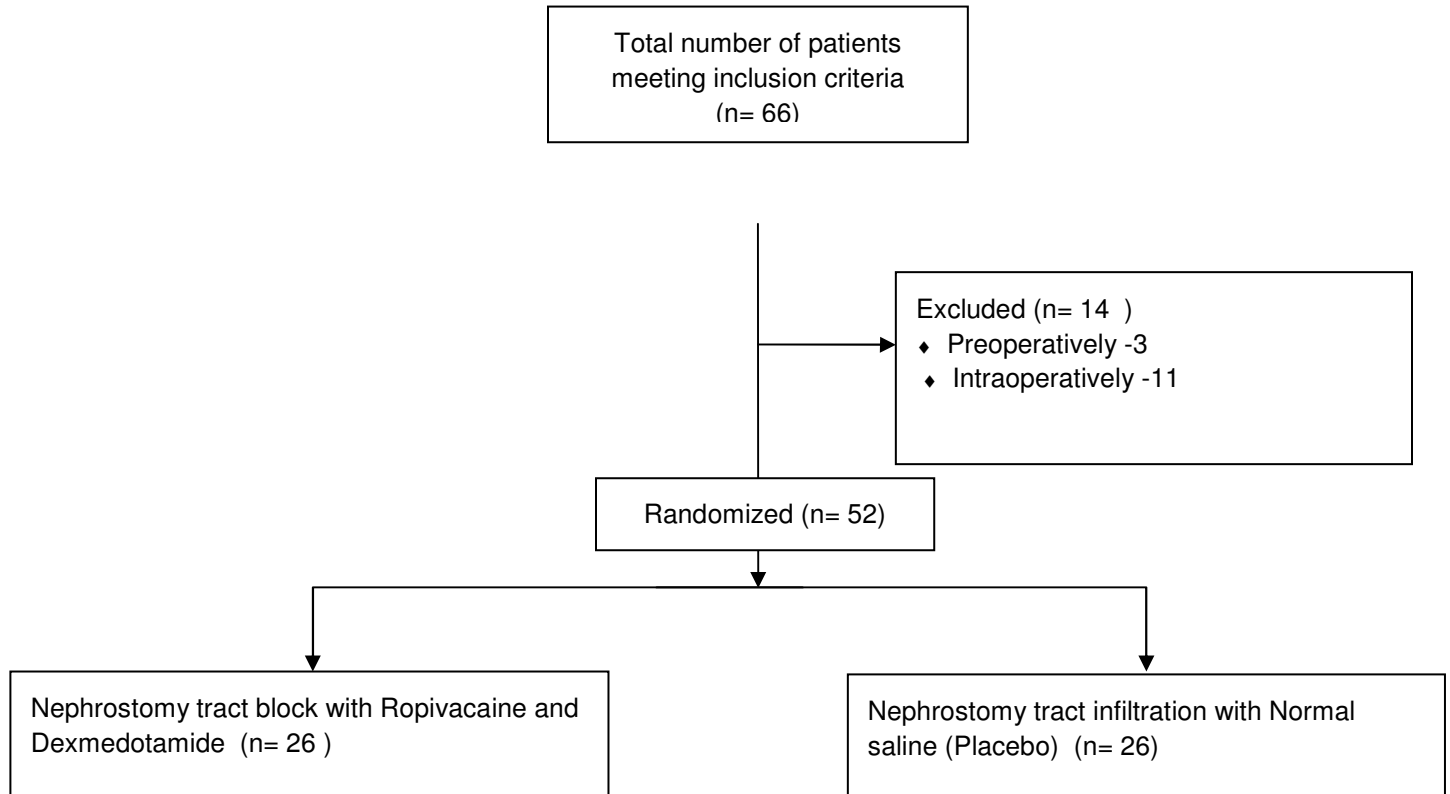 Total number of patients
meeting inclusion criteria
(n= 66)
Excluded (n= 14 )
♦ Preoperatively -3
♦ Intraoperatively -11
Randomized (n= 52)
Nephrostomy tract block with Ropivacaine and
Dexmedotamide (n= 26 )
Nephrostomy tract infiltration with Normal
saline (Placebo) (n= 26)